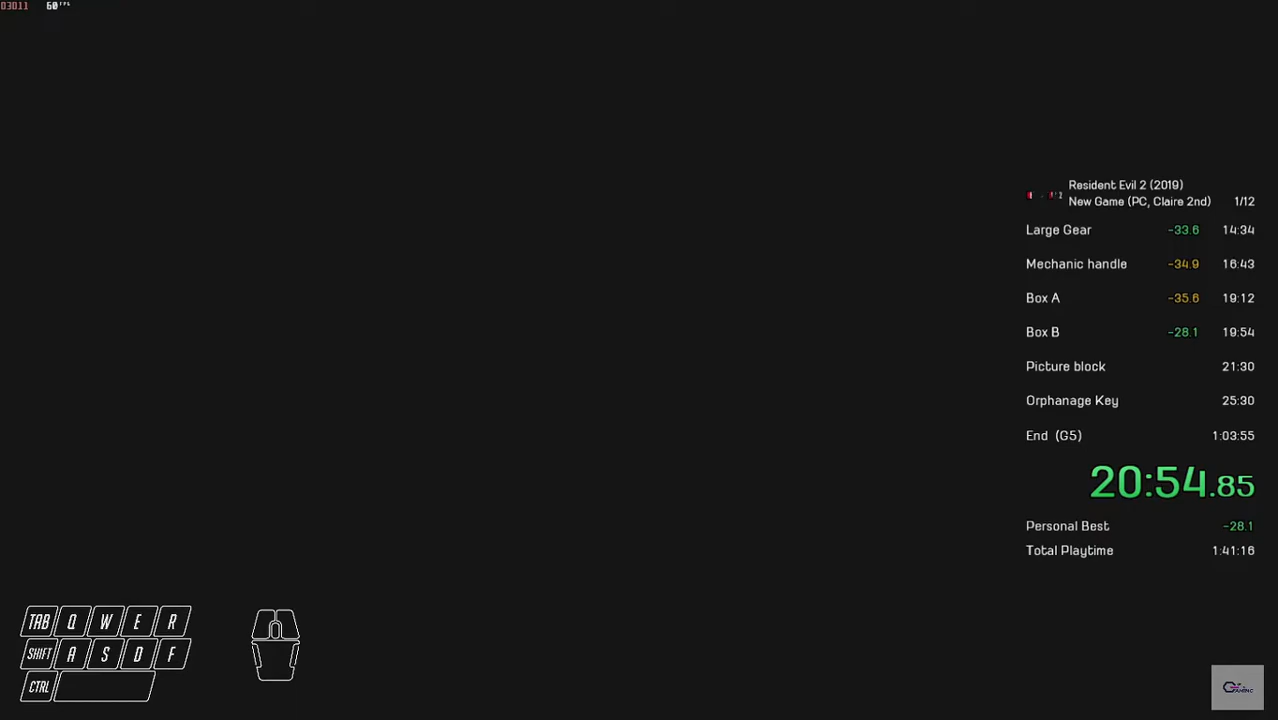 03011 60 FPS
Resident Evil 2 (2019)
New Game (PC, Claire 2nd) 1/12
Large Gear -33.6 14:34
Mechanic handle -34.9 16:43
Box A -35.6 19:12
Box B -28.1 19:54
Picture block 21:30
Orphanage Key 25:30
End (G5) 1:03:55
20:54.85
Personal Best -28.1
Total Playtime 1:41:16
TAB Q W E R
SHIFT A S D F
CTRL